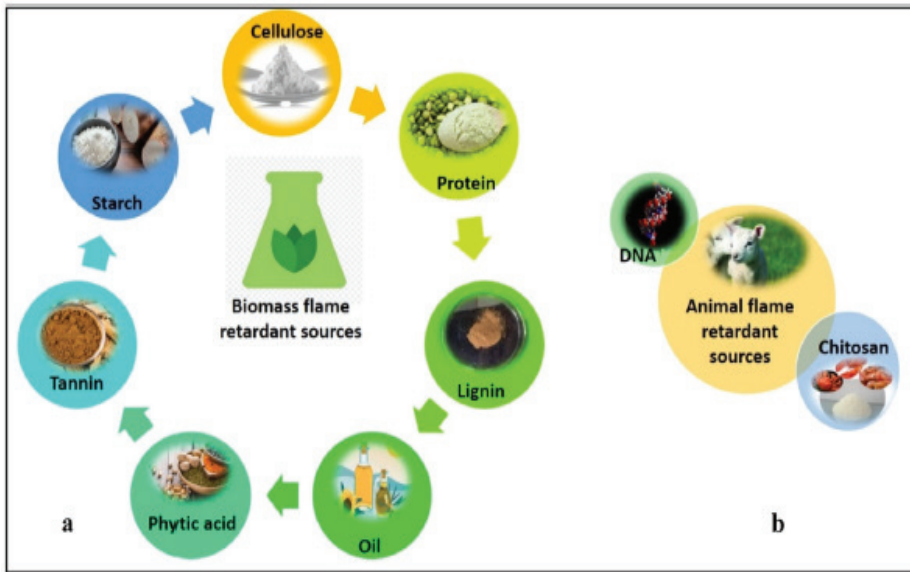 Cellulose
Protein
Lignin
Oil
Phytic acid
Tannin
Starch
Biomass flame
retardant sources
a
DNA
Animal flame
retardant
sources
Chitosan
b